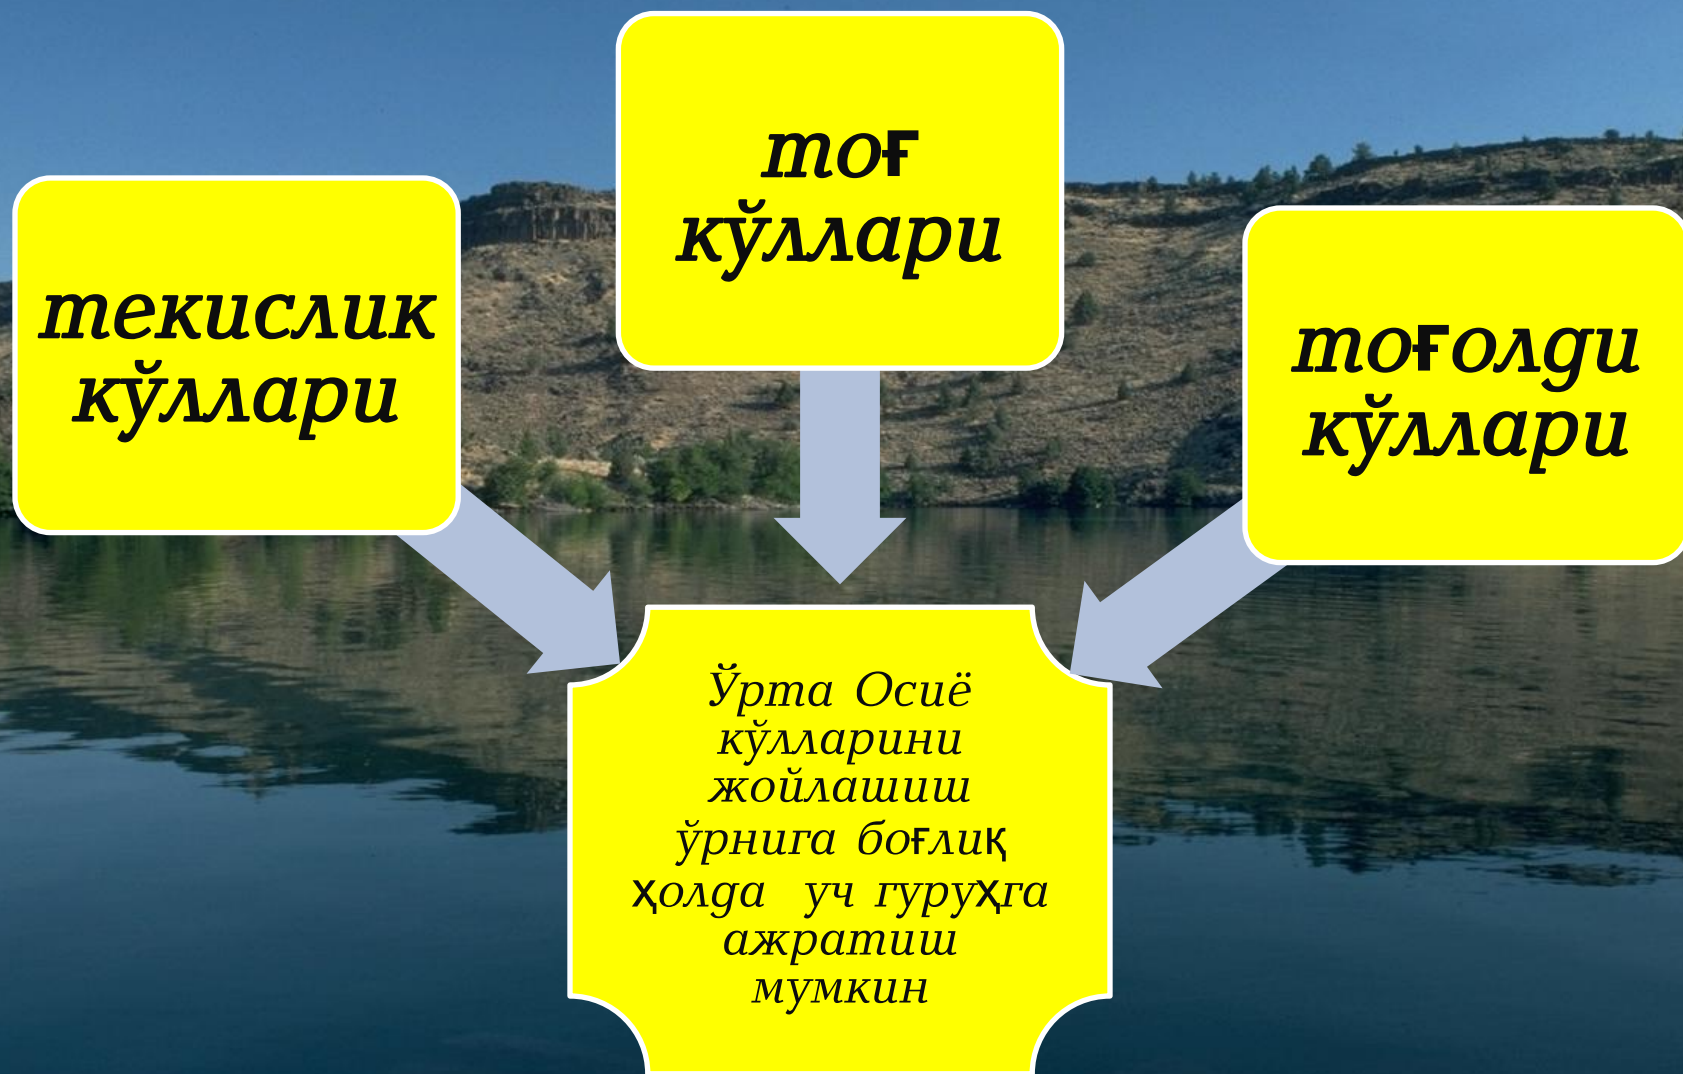 текислик
кўллари
тоғ
кўллари
тоғолди
кўллари
Ўрта Осиё
кўлларини
жойлашиш
ўрнига боғлиқ
ҳолда уч гуруҳга
ажратиш
мумкин